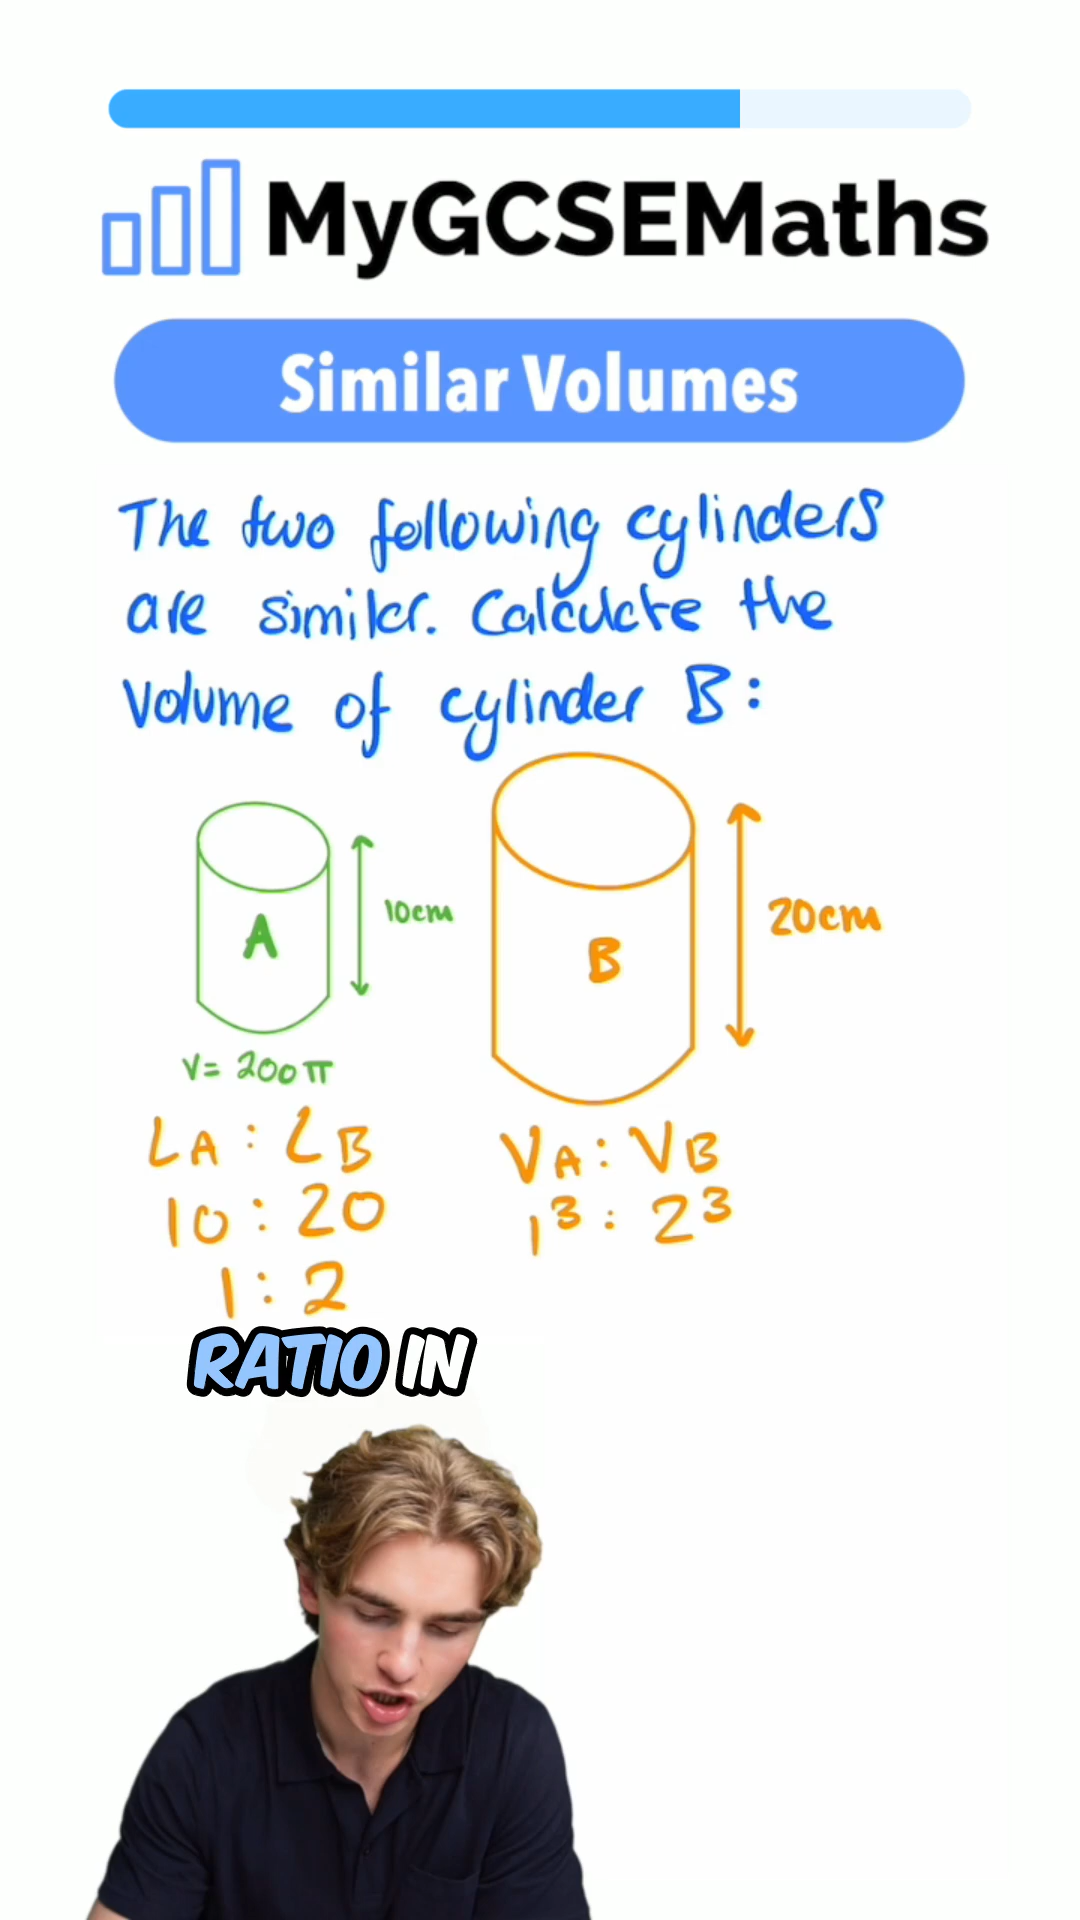 MyGCSEMaths
Similar Volumes
The two following cylinders
are similar. Calculate the
volume of cylinder B:
A
10cm
B
20cm
V= 200π
LA : LB
10 : 20
1 : 2
VA : VB
1³ : 2³
RATIO IN